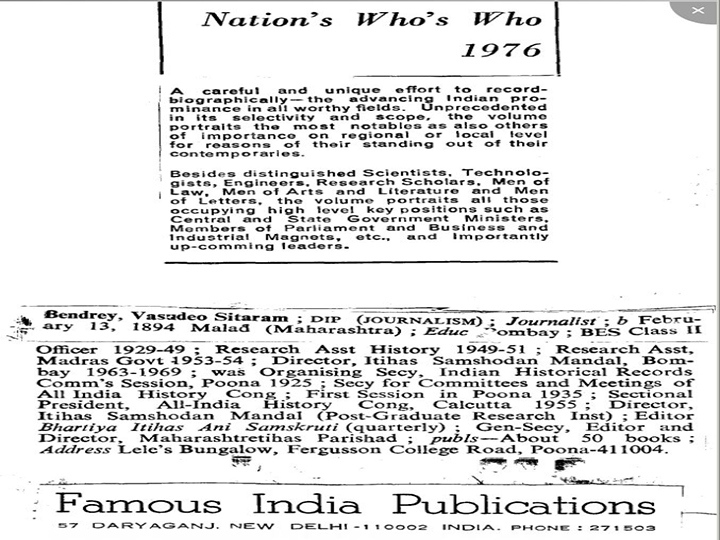 Nation's Who's Who
1976
A careful and unique effort to record-
biographically—the advancing Indian pro-
minance in all worthy fields. Unprecedented
in its selectivity and scope, the volume
portraits the most notables as also others
of importance on regional or local level
for reasons of their standing out of their
contemporaries.
Besides distinguished Scientists, Technolo-
gists, Engineers, Research Scholars, Men of
Law, Men of Arts and Literature and Men
of Letters, the volume portraits all those
occupying high level key positions such as
Central and State Government Ministers,
Members of Parliament and Business and
Industrial Magnets, etc., and Importantly
up-comming leaders.
Bendrey, Vasudeo Sitaram ; DIP (JOURNALISM) ; Journalist ; b Febru-
ary 13, 1894 Malad (Maharashtra) ; Educ Bombay ; BES Class II
Officer 1929-49 ; Research Asst History 1949-51 ; Research Asst,
Madras Govt 1953-54 ; Director, Itihas Samshodan Mandal, Bom-
bay 1963-1969 ; was Organising Secy, Indian Historical Records
Comm's Session, Poona 1925 ; Secy for Committees and Meetings of
All India History Cong ; First Session in Poona 1935 ; Sectional
President, All-India History Cong, Calcutta 1955 ; Director,
Itihas Samshodan Mandal (Post-Graduate Research Inst) ; Editor
Bhartiya Itihas Ani Samskruti (quarterly) ; Gen-Secy, Editor and
Director, Maharashtretihas Parishad ; publs—About 50 books ;
Address Lele's Bungalow, Fergusson College Road, Poona-411004.
Famous India Publications
57 DARYAGANJ. NEW DELHI-110002 INDIA. PHONE : 271503